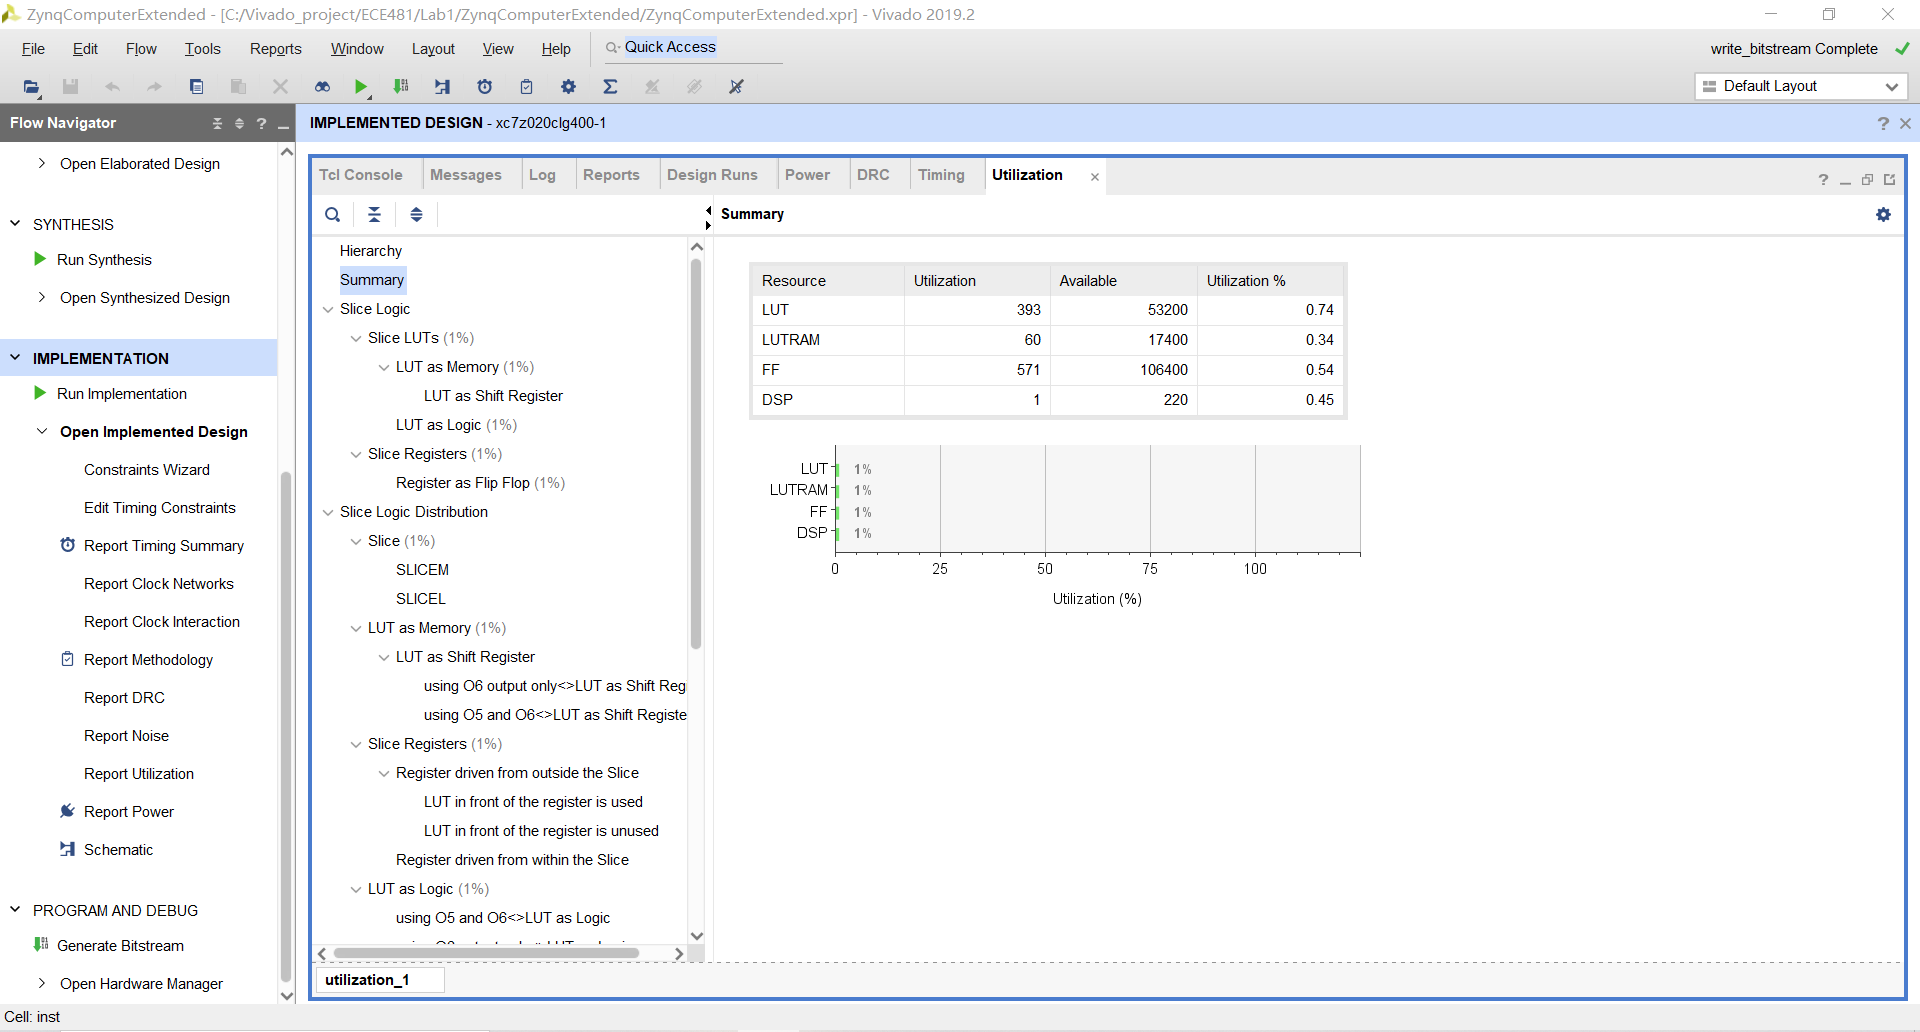 ZynqComputerExtended - [C:/Vivado_project/ECE481/Lab1/ZynqComputerExtended/ZynqComputerExtended.xpr] - Vivado 2019.2
File Edit Flow Tools Reports Window Layout View Help Quick Access
write_bitstream Complete
Default Layout
Flow Navigator ?
IMPLEMENTED DESIGN - xc7z020clg400-1 ?
Open Elaborated Design
SYNTHESIS
Run Synthesis
Open Synthesized Design
IMPLEMENTATION
Run Implementation
Open Implemented Design
Constraints Wizard
Edit Timing Constraints
Report Timing Summary
Report Clock Networks
Report Clock Interaction
Report Methodology
Report DRC
Report Noise
Report Utilization
Report Power
Schematic
PROGRAM AND DEBUG
Generate Bitstream
Open Hardware Manager
Tcl Console Messages Log Reports Design Runs Power DRC Timing Utilization ?
Summary
Hierarchy
Summary
Slice Logic
Slice LUTs (1%)
LUT as Memory (1%)
LUT as Shift Register
LUT as Logic (1%)
Slice Registers (1%)
Register as Flip Flop (1%)
Slice Logic Distribution
Slice (1%)
SLICEM
SLICEL
LUT as Memory (1%)
LUT as Shift Register
using O6 output only<>LUT as Shift Regi
using O5 and O6<>LUT as Shift Registe
Slice Registers (1%)
Register driven from outside the Slice
LUT in front of the register is used
LUT in front of the register is unused
Register driven from within the Slice
LUT as Logic (1%)
using O5 and O6<>LUT as Logic
Resource Utilization Available Utilization %
LUT 393 53200 0.74
LUTRAM 60 17400 0.34
FF 571 106400 0.54
DSP 1 220 0.45
LUT 1%
LUTRAM 1%
FF 1%
DSP 1%
0 25 50 75 100
Utilization (%)
utilization_1
Cell: inst